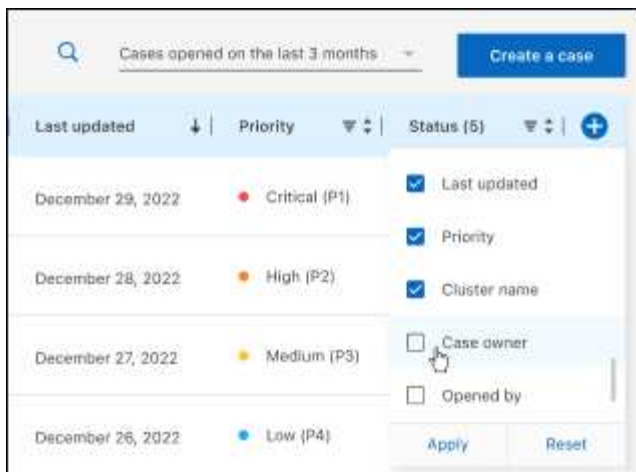 Cases opened on the last 3 months
Create a case
Last updated
Priority
Status (5)
December 29, 2022
Critical (P1)
Last updated
Priority
December 28, 2022
High (P2)
Cluster name
Case owner
December 27, 2022
Medium (P3)
Opened by
December 26, 2022
Low (P4)
Apply
Reset